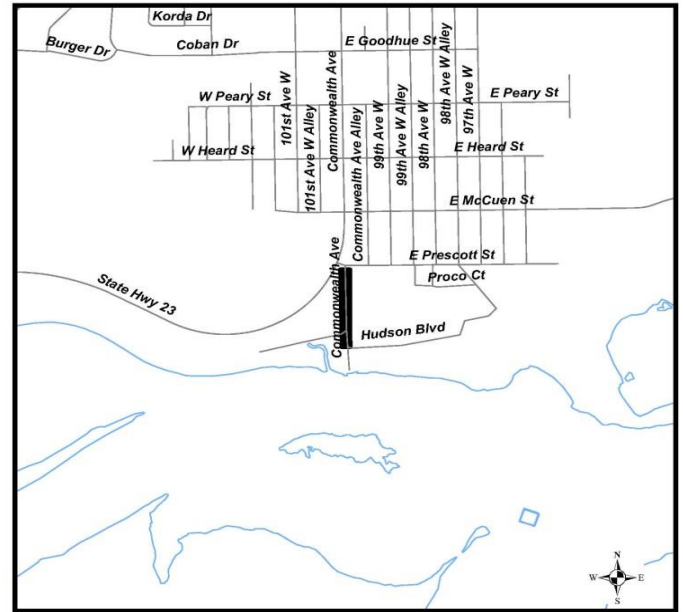 Korda Dr
Burger Dr
Coban Dr
E Goodhue St
W Peary St
101st Ave W
Commonwealth Ave
98th Ave W Alley
97th Ave W
E Peary St
W Heard St
101st Ave W Alley
Commonwealth Ave Alley
99th Ave W
99th Ave W Alley
98th Ave W
E Heard St
E McCuen St
E Prescott St
Proco Ct
State Hwy 23
Commonwealth Ave
Hudson Blvd
N
W E
S